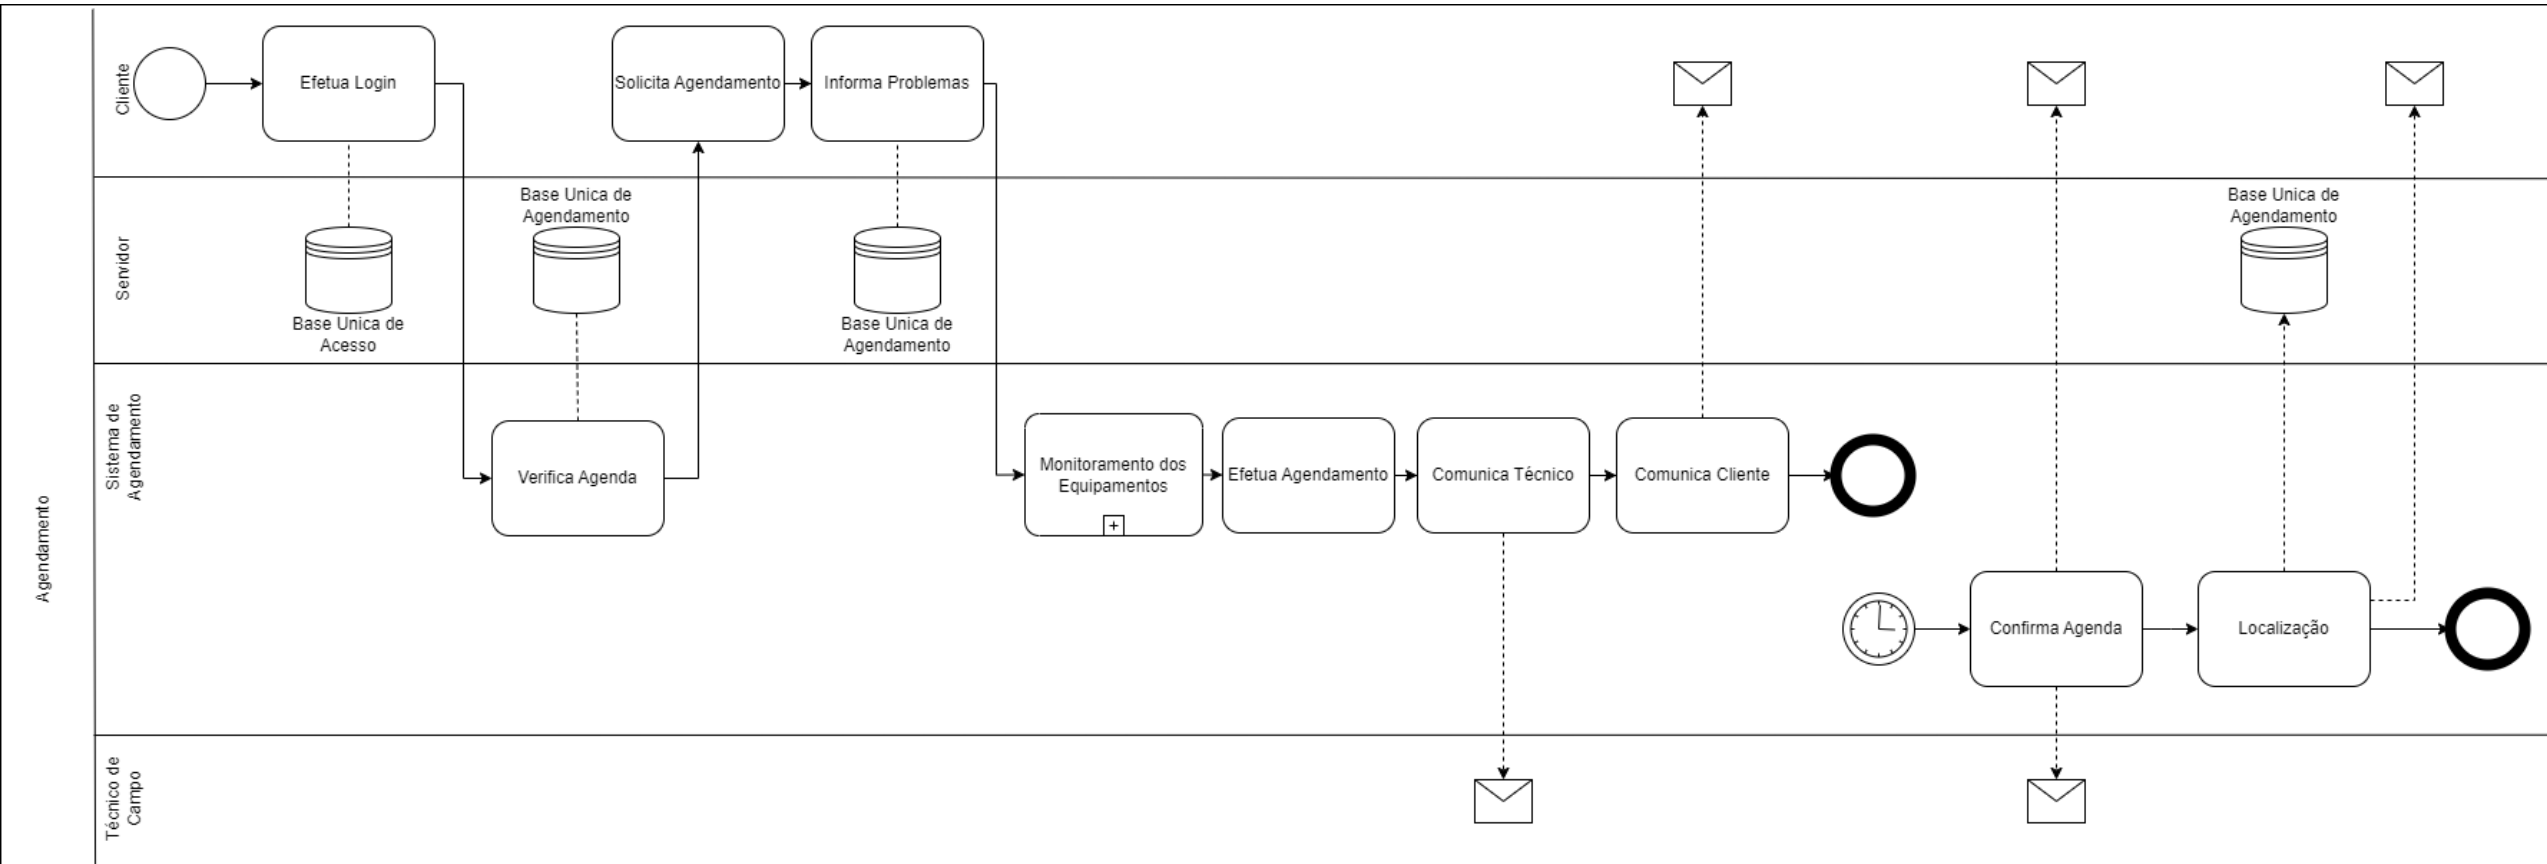 Agendamento
Cliente
Efetua Login
Solicita Agendamento
Informa Problemas
Servidor
Base Unica de
Acesso
Base Unica de
Agendamento
Base Unica de
Agendamento
Base Unica de
Agendamento
Sistema de
Agendamento
Verifica Agenda
Monitoramento dos
Equipamentos
+
Efetua Agendamento
Comunica Técnico
Comunica Cliente
Confirma Agenda
Localização
Técnico de
Campo